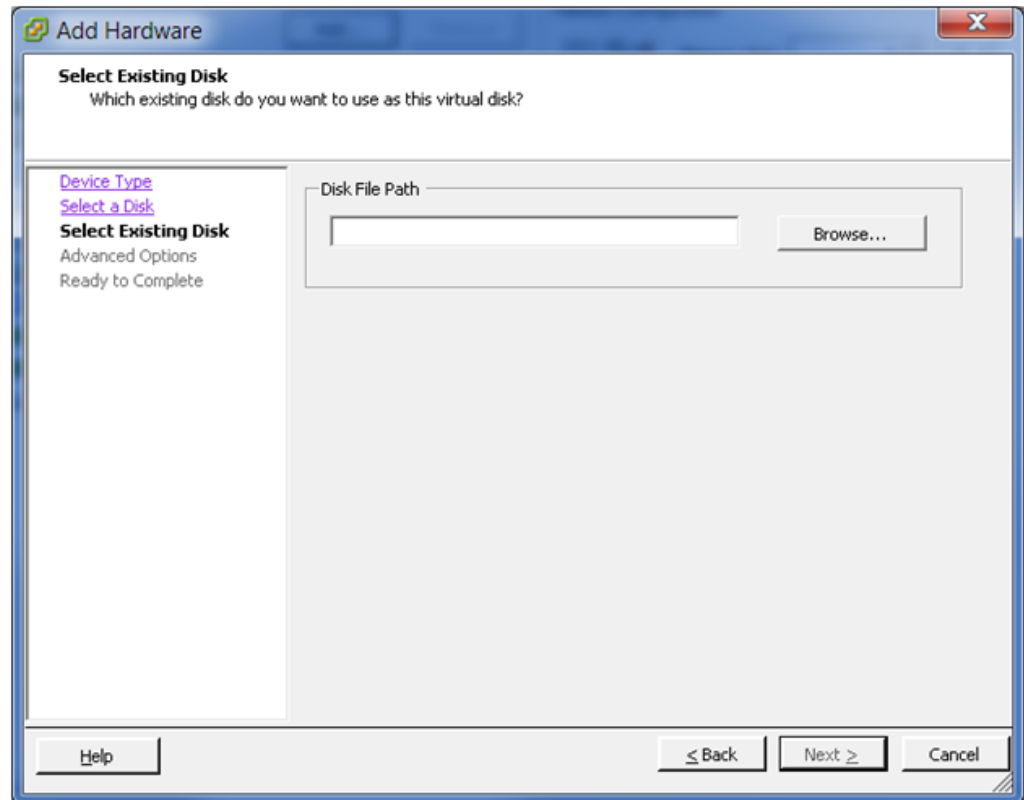 Add Hardware
Select Existing Disk
Which existing disk do you want to use as this virtual disk?
Device Type
Select a Disk
Select Existing Disk
Advanced Options
Ready to Complete
Disk File Path
Browse...
Help
< Back
Next >
Cancel